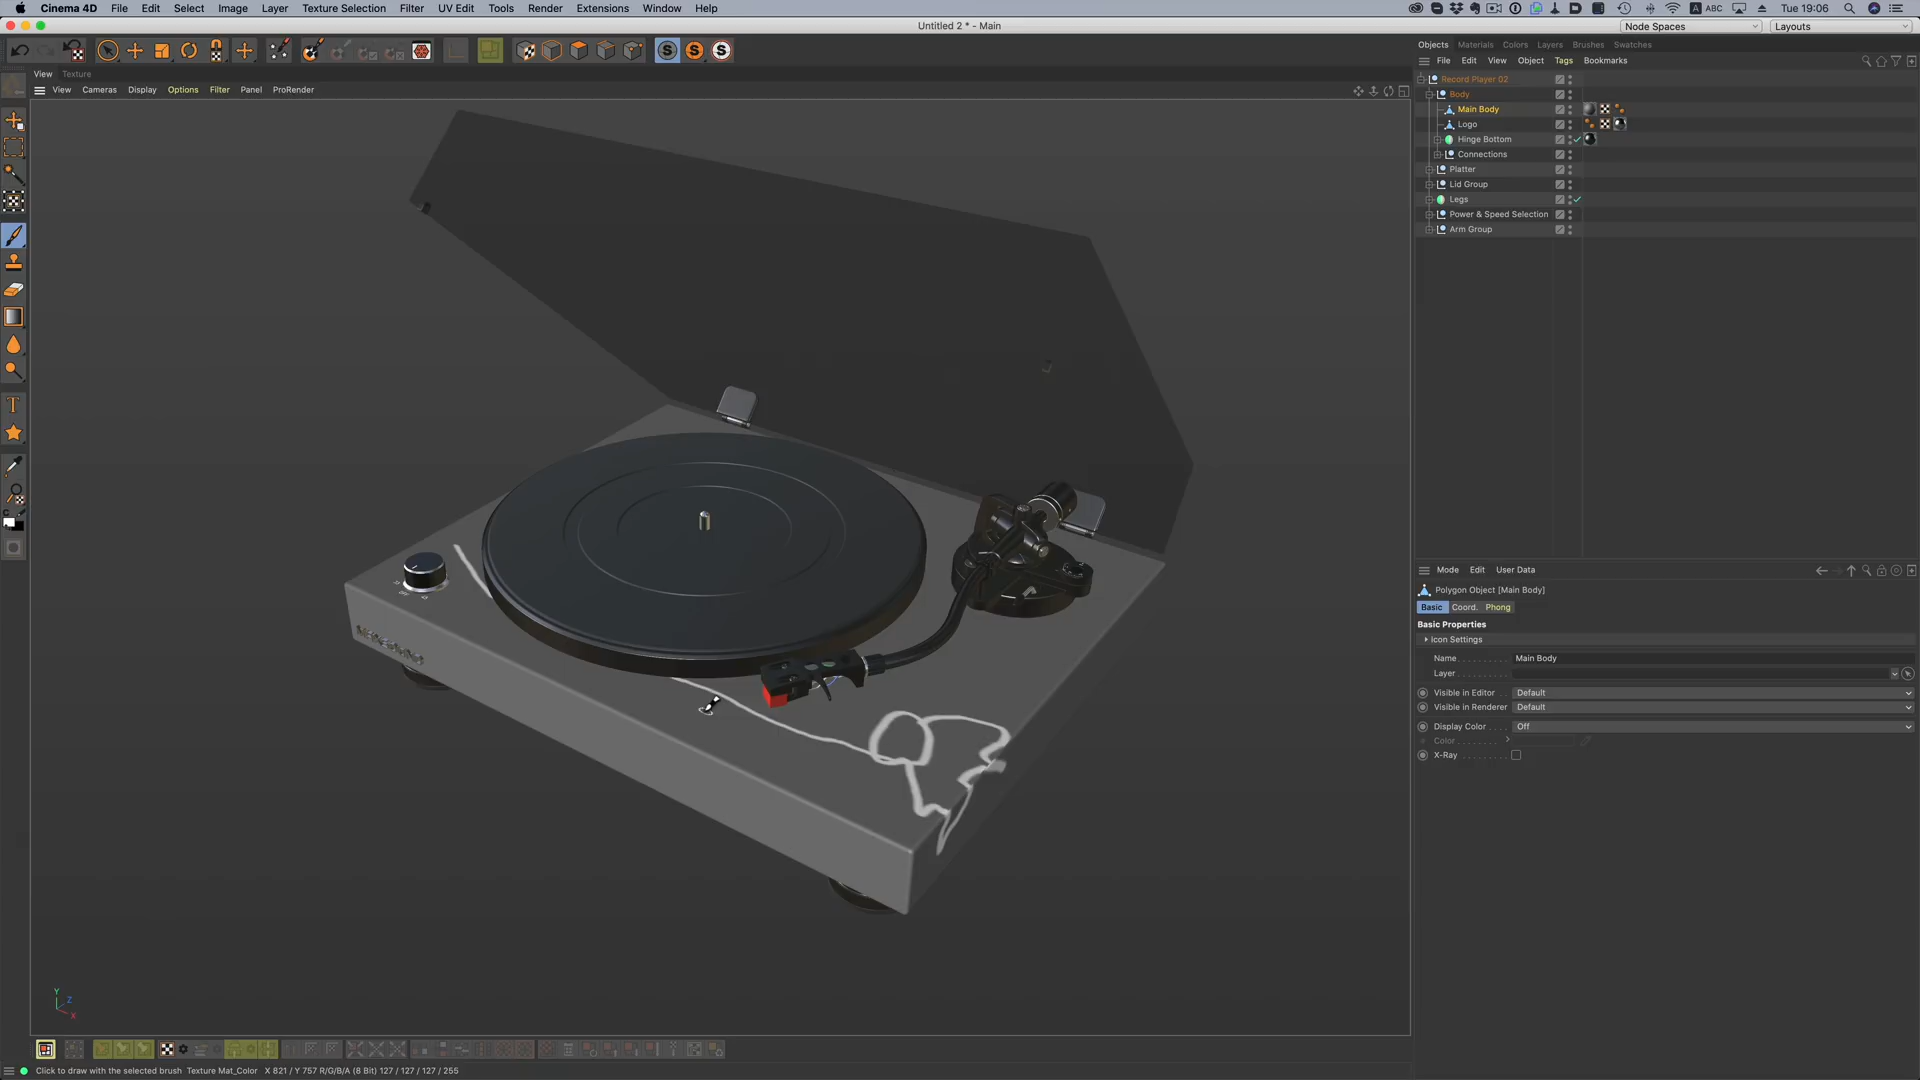 Cinema 4D File Edit Select Image Layer Texture Selection Filter UV Edit Tools Render Extensions Window Help
A ABC Tue 19:06
Untitled 2 * - Main
Node Spaces Layouts
View Texture
View Cameras Display Options Filter Panel ProRender
Objects Materials Colors Layers Brushes Swatches
File Edit View Object Tags Bookmarks
Record Player 02
Body
Main Body
Logo
Hinge Bottom
Connections
Platter
Lid Group
Legs
Power & Speed Selection
Arm Group
Mode Edit User Data
Polygon Object [Main Body]
Basic Coord. Phong
Basic Properties
Icon Settings
Name Main Body
Layer
Visible in Editor Default
Visible in Renderer Default
Display Color Off
Color
X-Ray
OFF
Y
Z
X
Click to draw with the selected brush Texture Mat_Color X 821 / Y 757 R/G/B/A (8 Bit) 127 / 127 / 127 / 255